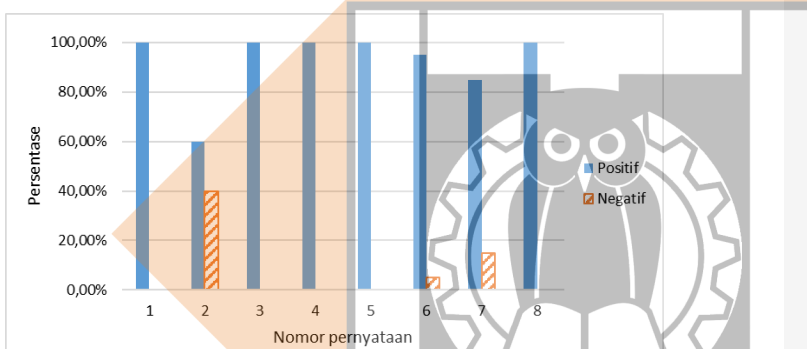 100,00%
80,00%
60,00%
40,00%
20,00%
0,00%
Persentase
1 2 3 4 5 6 7 8
Nomor pernyataan
Positif
Negatif